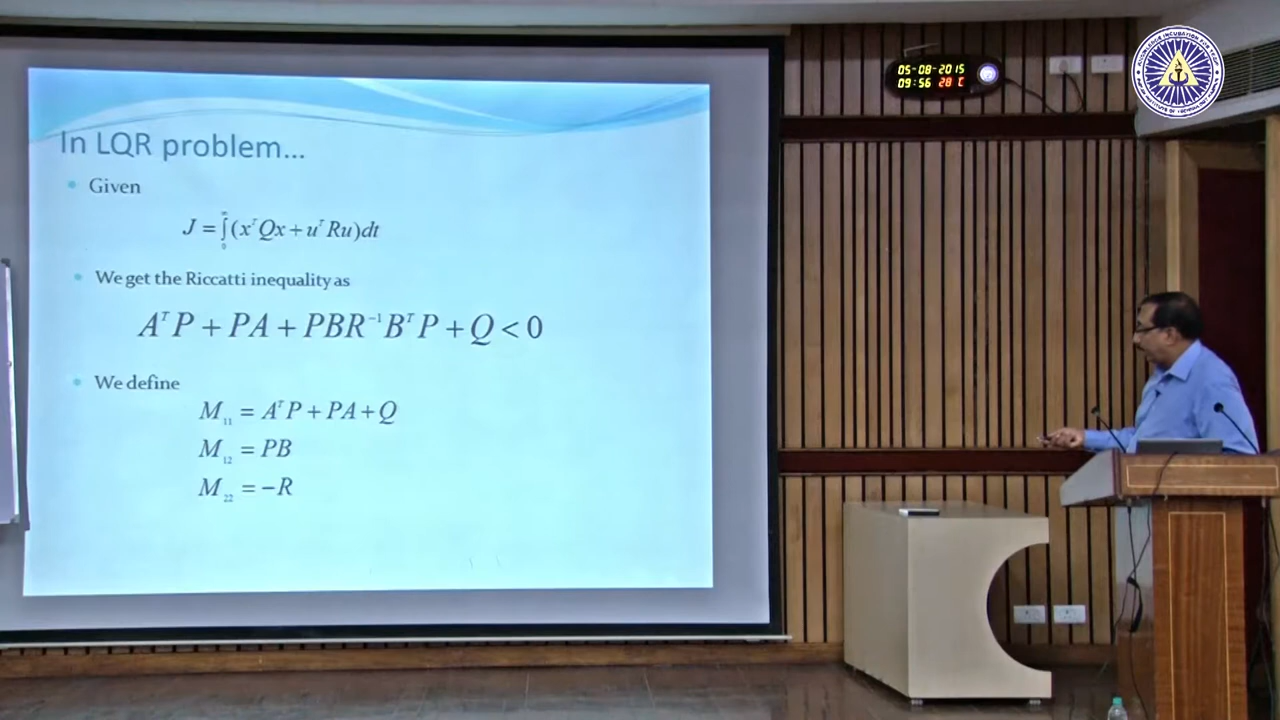 In LQR problem...
Given
J = ∫₀^∞ (xᵀQx + uᵀRu)dt
We get the Riccatti inequality as
AᵀP + PA + PBR⁻¹BᵀP + Q < 0
We define
M₁₁ = AᵀP + PA + Q
M₁₂ = PB
M₂₂ = −R
05-08-2015
09:56 28 C